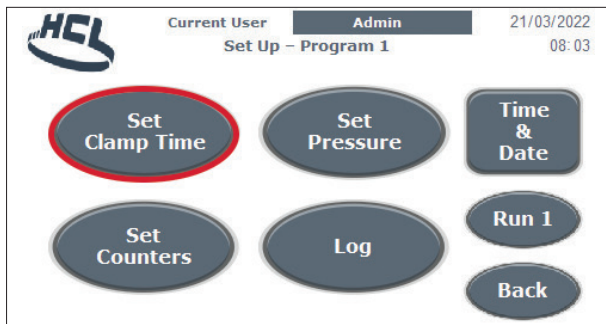 HCL
Current User Admin 21/03/2022
Set Up – Program 1 08:03
Set
Clamp Time
Set
Pressure
Time
&
Date
Set
Counters
Log
Run 1
Back